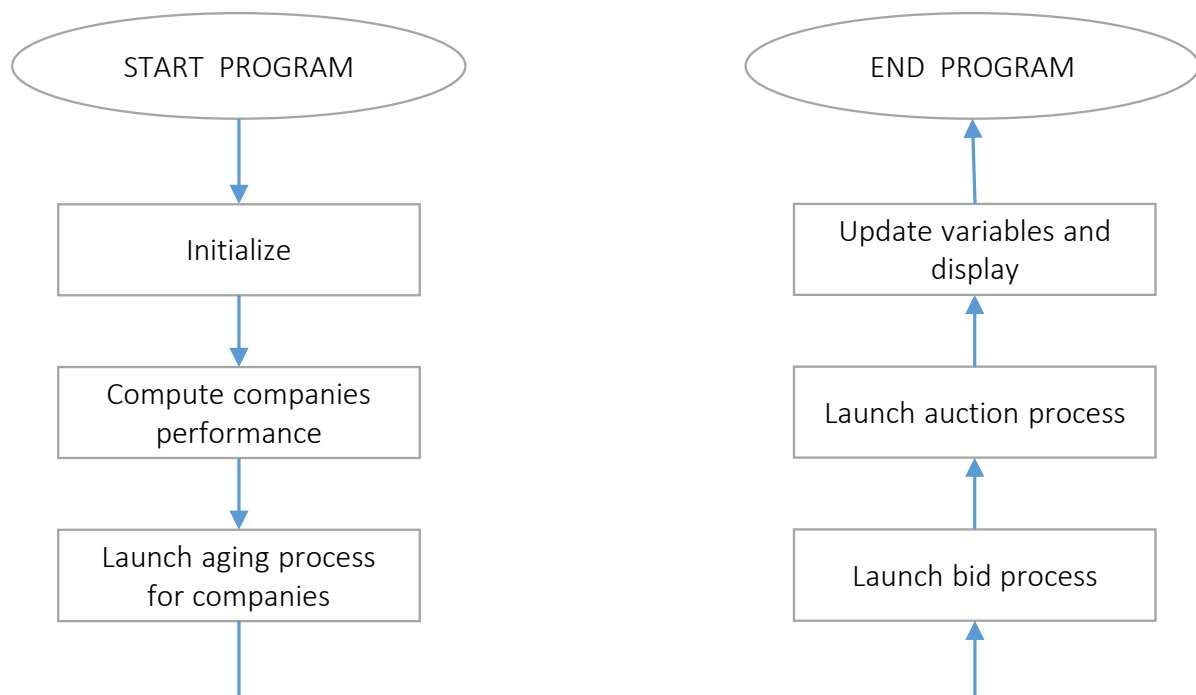 START PROGRAM
Initialize
Compute companies
performance
Launch aging process
for companies
END PROGRAM
Update variables and
display
Launch auction process
Launch bid process